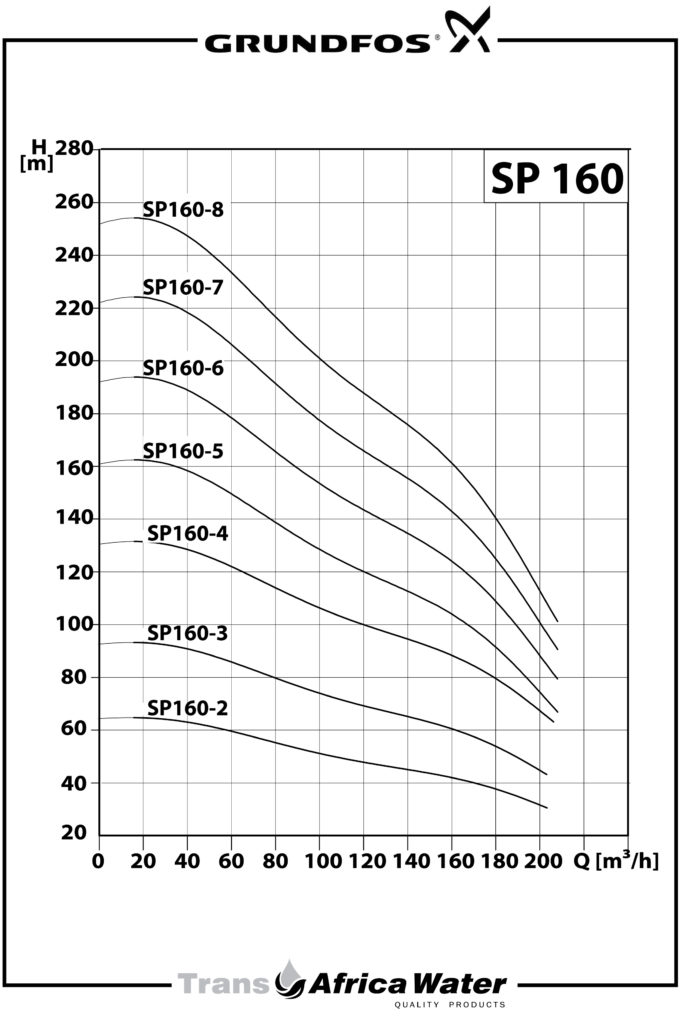 GRUNDFOS®
H
[m]
280
SP 160
260
SP160-8
240
SP160-7
220
200
SP160-6
180
160
SP160-5
140
SP160-4
120
100
SP160-3
80
SP160-2
60
40
20
0 20 40 60 80 100 120 140 160 180 200 Q [m³/h]
Trans Africa Water
QUALITY PRODUCTS